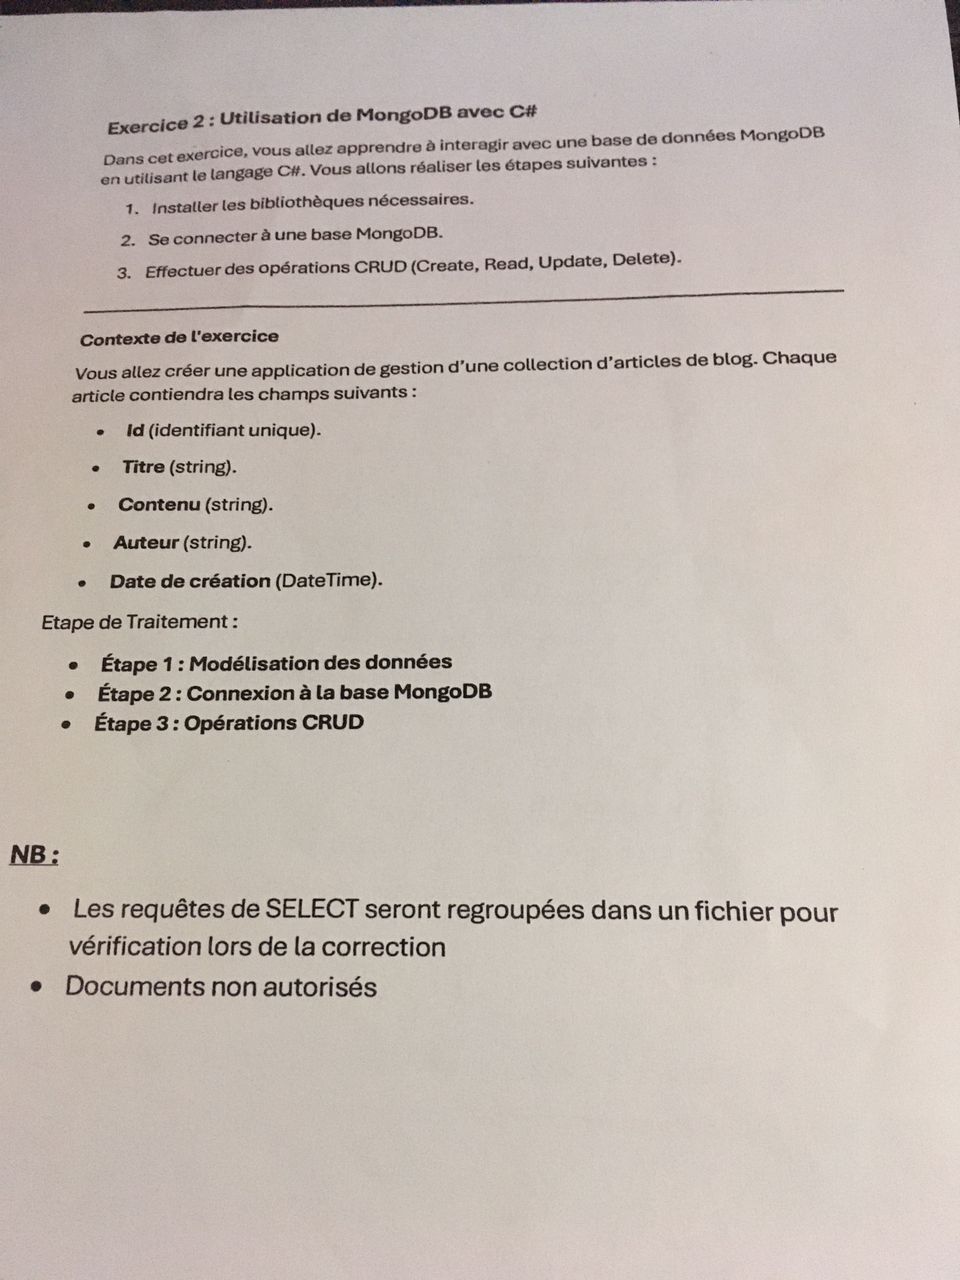 Exercice 2 : Utilisation de MongoDB avec C#
Dans cet exercice, vous allez apprendre à interagir avec une base de données MongoDB
en utilisant le langage C#. Vous allons réaliser les étapes suivantes :
1. Installer les bibliothèques nécessaires.
2. Se connecter à une base MongoDB.
3. Effectuer des opérations CRUD (Create, Read, Update, Delete).
Contexte de l'exercice
Vous allez créer une application de gestion d'une collection d'articles de blog. Chaque
article contiendra les champs suivants :
• Id (identifiant unique).
• Titre (string).
• Contenu (string).
• Auteur (string).
• Date de création (DateTime).
Etape de Traitement :
• Étape 1 : Modélisation des données
• Étape 2 : Connexion à la base MongoDB
• Étape 3 : Opérations CRUD
NB :
• Les requêtes de SELECT seront regroupées dans un fichier pour
vérification lors de la correction
• Documents non autorisés